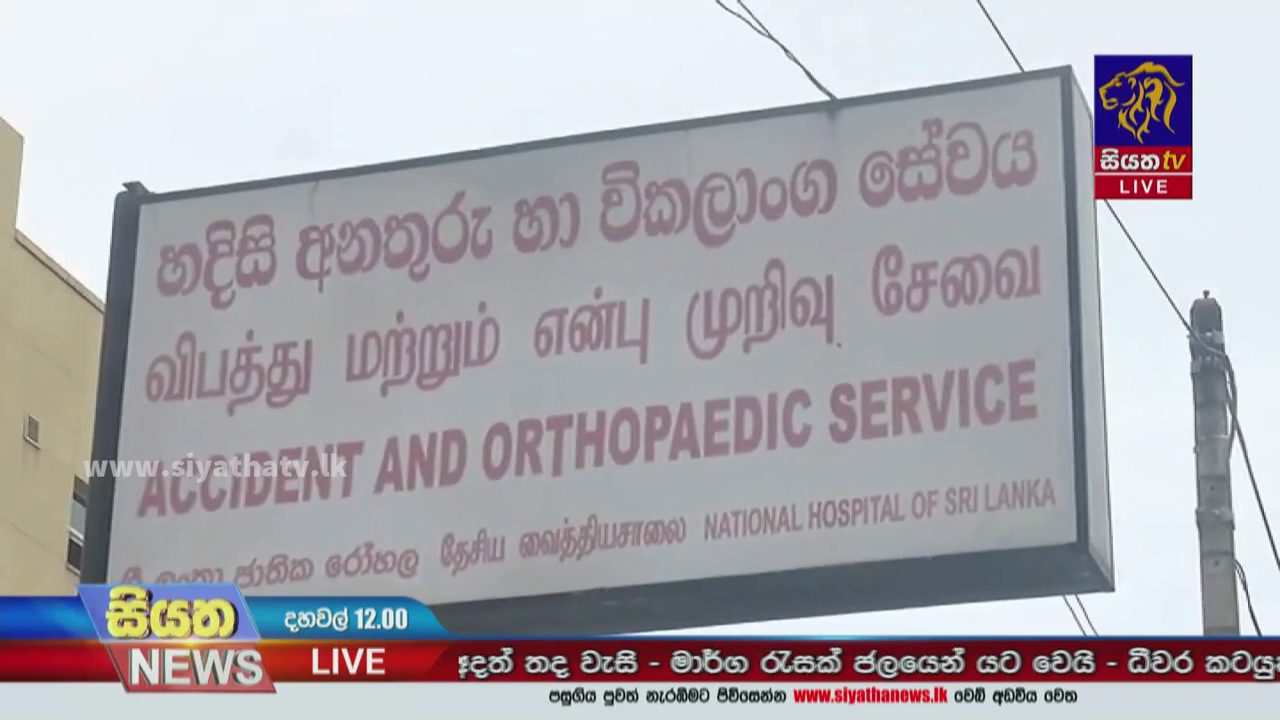 සියත tv
LIVE
හදිසි අනතුරු හා විකලාංග සේවය
விபத்து மற்றும் என்பு முறிவு சேவை
ACCIDENT AND ORTHOPAEDIC SERVICE
www.siyathatv.lk
ශ්‍රී ලංකා ජාතික රෝහල தேசிய வைத்தியசாலை NATIONAL HOSPITAL OF SRI LANKA
සියත NEWS
දහවල් 12.00
LIVE
තද වැසි - මාර්ග රැසක් ජලයෙන් යට වෙයි - ධීවර
පසුගිය පුවත් නැරඹීමට පිවිසෙන්න www.siyathanews.lk වෙබ් අඩවිය වෙත